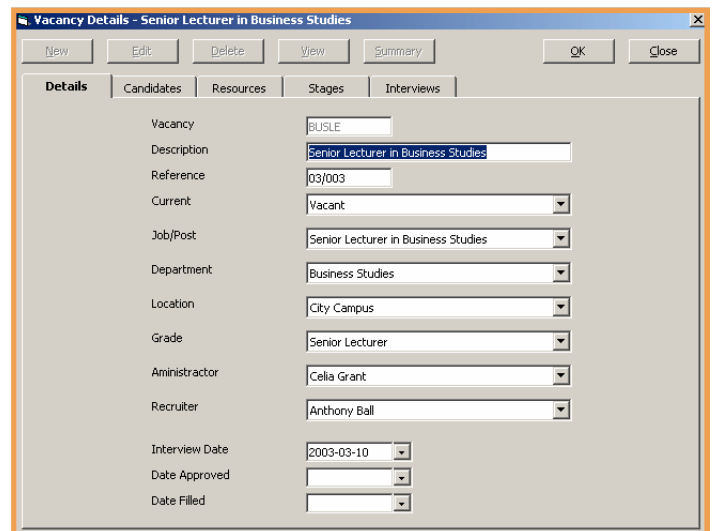 Vacancy Details - Senior Lecturer in Business Studies
New Edit Delete View Summary OK Close
Details Candidates Resources Stages Interviews
Vacancy BUSLE
Description Senior Lecturer in Business Studies
Reference 03/003
Current Vacant
Job/Post Senior Lecturer in Business Studies
Department Business Studies
Location City Campus
Grade Senior Lecturer
Aministractor Celia Grant
Recruiter Anthony Ball
Interview Date 2003-03-10
Date Approved
Date Filled